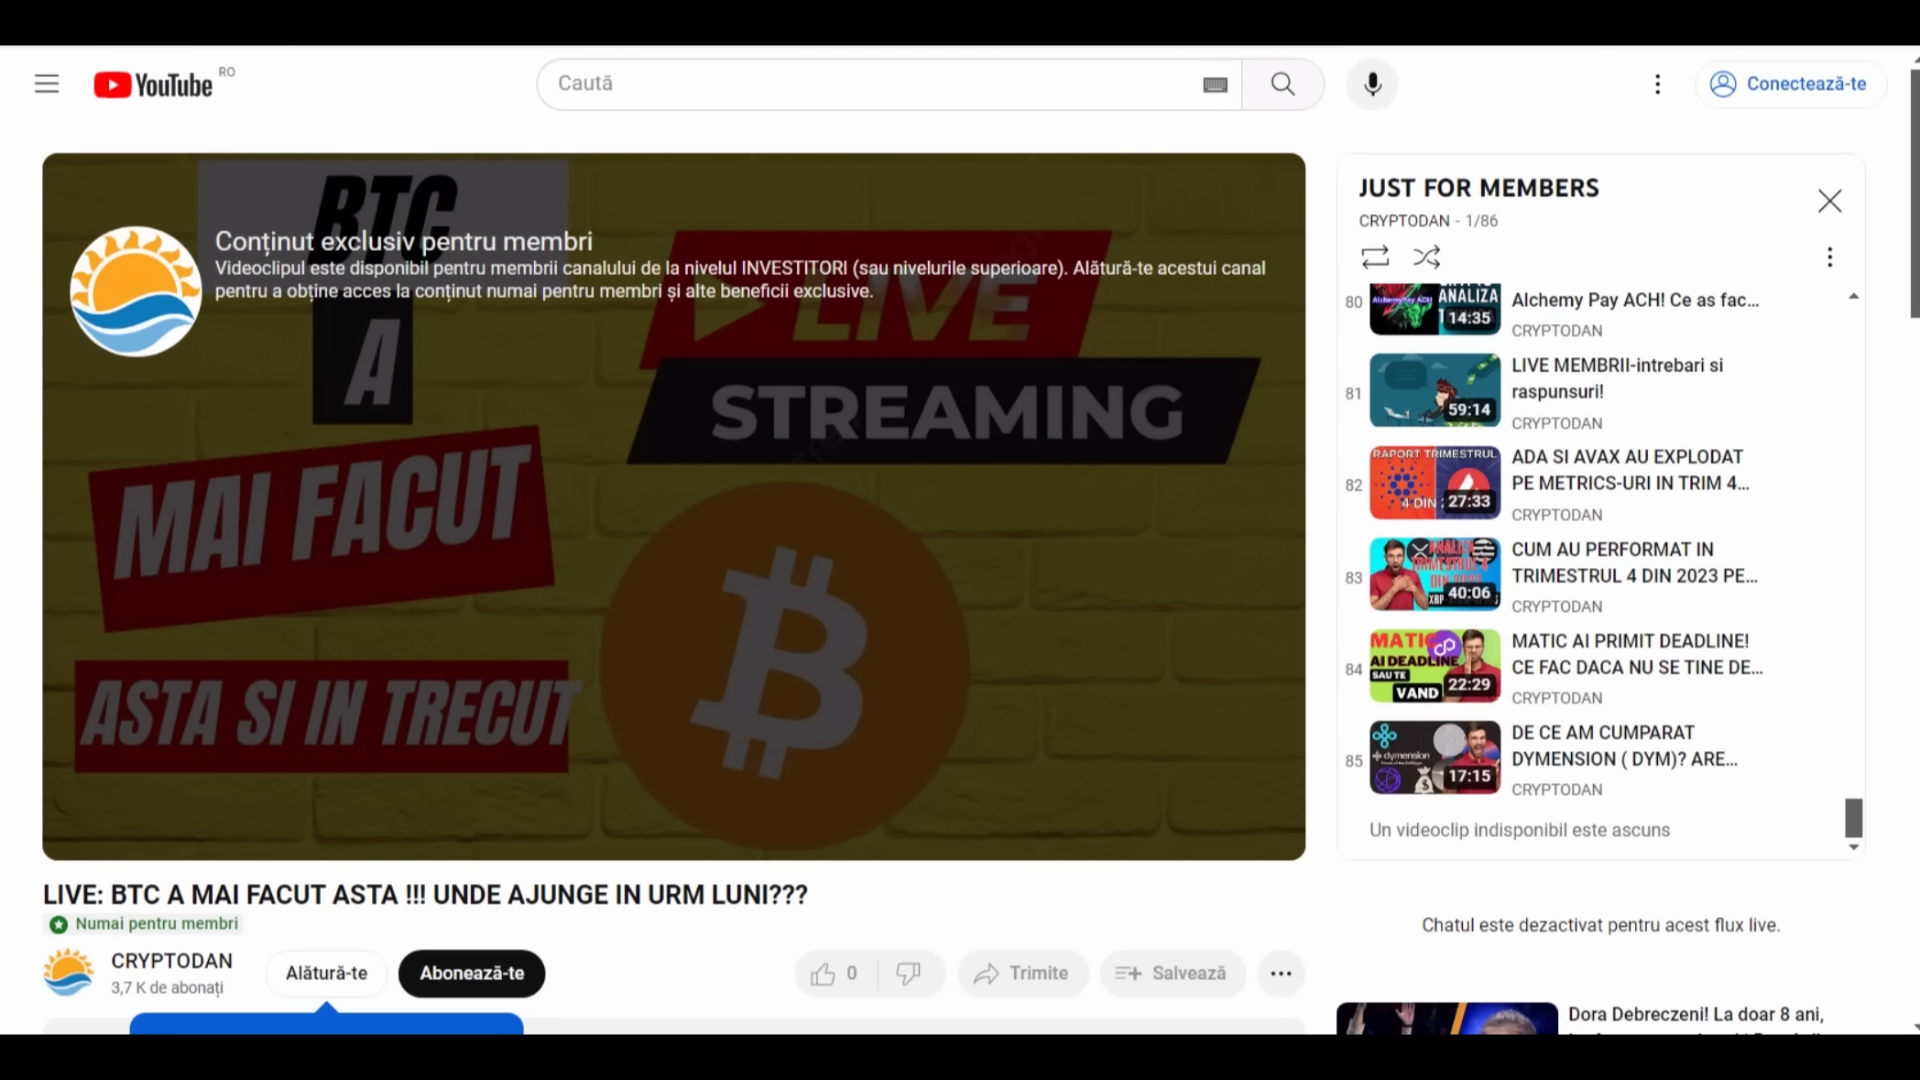 YouTube RO
Caută
Conectează-te
BTC
A
MAI FACUT
ASTA SI IN TRECUT
LIVE
STREAMING
Conținut exclusiv pentru membri
Videoclipul este disponibil pentru membrii canalului de la nivelul INVESTITORI (sau nivelurile superioare). Alătură-te acestui canal
pentru a obține acces la conținut numai pentru membri și alte beneficii exclusive.
LIVE: BTC A MAI FACUT ASTA !!! UNDE AJUNGE IN URM LUNI???
Numai pentru membri
CRYPTODAN
3,7 K de abonați
Alătură-te
Abonează-te
0
Trimite
Salvează
JUST FOR MEMBERS
CRYPTODAN - 1/86
80
AlchemyPay ACH
ANALIZA
14:35
Alchemy Pay ACH! Ce as fac...
CRYPTODAN
81
59:14
LIVE MEMBRII-intrebari si
raspunsuri!
CRYPTODAN
82
RAPORT TRIMESTRUL
4 DIN
27:33
ADA SI AVAX AU EXPLODAT
PE METRICS-URI IN TRIM 4...
CRYPTODAN
83
XRP
40:06
CUM AU PERFORMAT IN
TRIMESTRUL 4 DIN 2023 PE...
CRYPTODAN
84
MATIC
AI DEADLINE
SAU TE
VAND
22:29
MATIC AI PRIMIT DEADLINE!
CE FAC DACA NU SE TINE DE...
CRYPTODAN
85
dymension
17:15
DE CE AM CUMPARAT
DYMENSION ( DYM)? ARE...
CRYPTODAN
Un videoclip indisponibil este ascuns
Chatul este dezactivat pentru acest flux live.
Dora Debreczeni! La doar 8 ani,